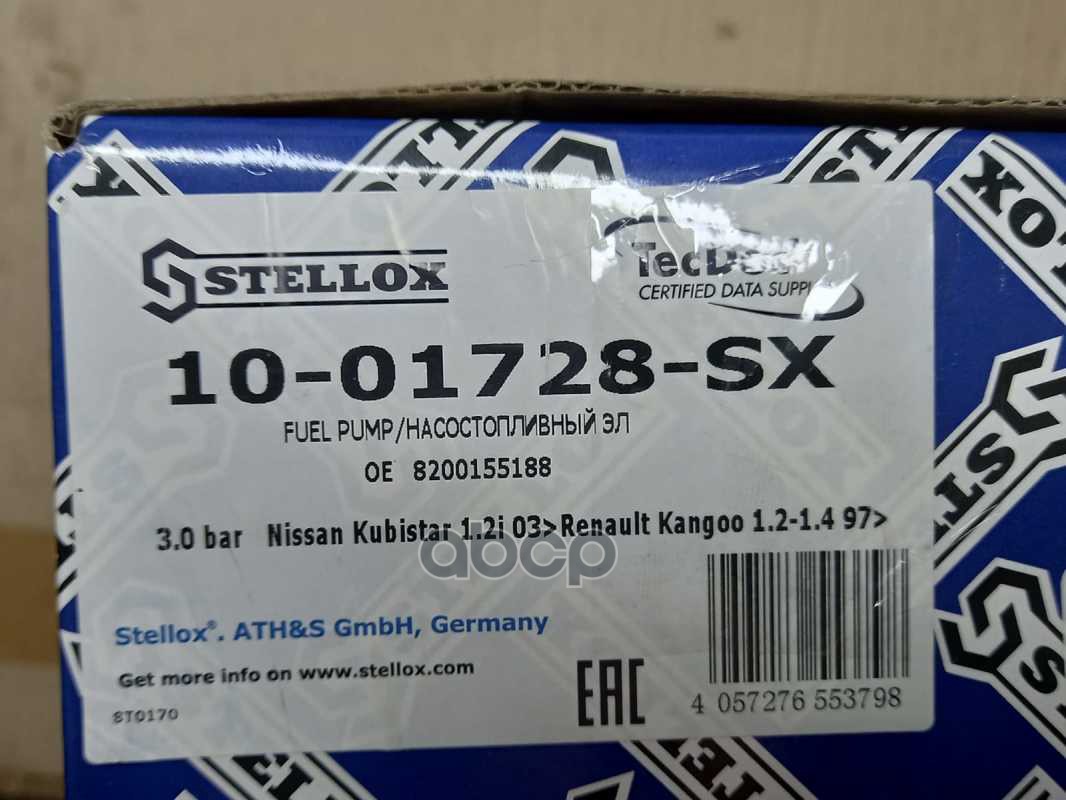 STELLOX
TecDoc
CERTIFIED DATA SUPPLIER
10-01728-SX
FUEL PUMP/НАСОСТОПЛИВНЫЙ ЭЛ
OE 8200155188
3.0 bar Nissan Kubistar 1.2i 03>Renault Kangoo 1.2-1.4 97>
abcp
Stellox®. ATH&S GmbH, Germany
Get more info on www.stellox.com
8T0170
EAC
4 057276 553798